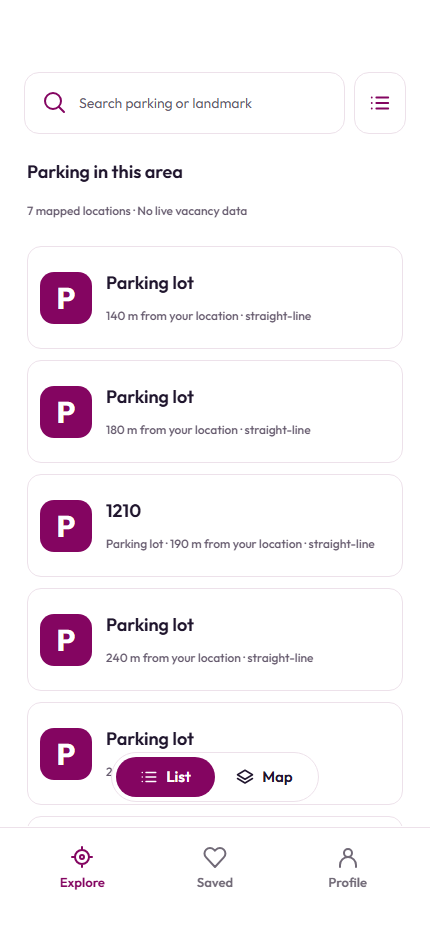 Search parking or landmark
Parking in this area
7 mapped locations · No live vacancy data
P
Parking lot
140 m from your location · straight-line
P
Parking lot
180 m from your location · straight-line
P
1210
Parking lot · 190 m from your location · straight-line
P
Parking lot
240 m from your location · straight-line
P
Parking lot
2
List
Map
Explore
Saved
Profile